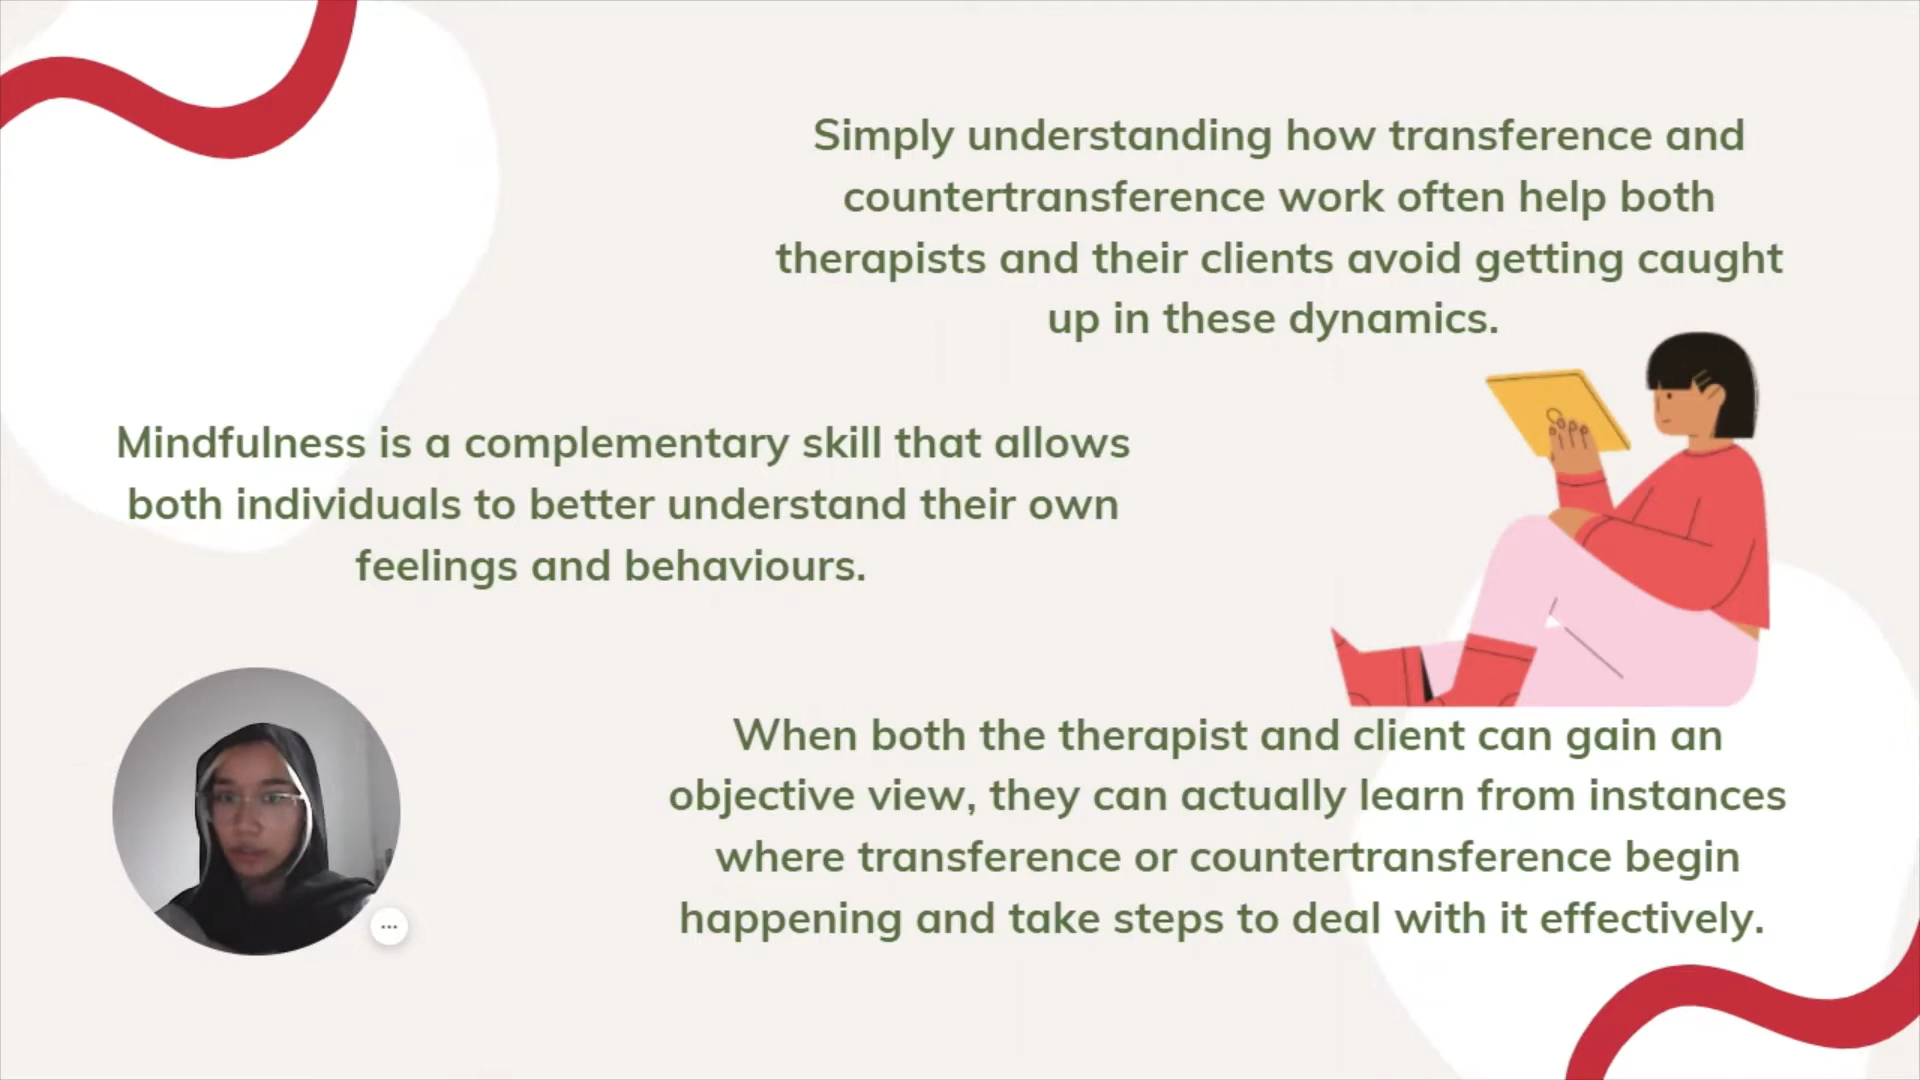 Simply understanding how transference and
countertransference work often help both
therapists and their clients avoid getting caught
up in these dynamics.
Mindfulness is a complementary skill that allows
both individuals to better understand their own
feelings and behaviours.
When both the therapist and client can gain an
objective view, they can actually learn from instances
where transference or countertransference begin
happening and take steps to deal with it effectively.